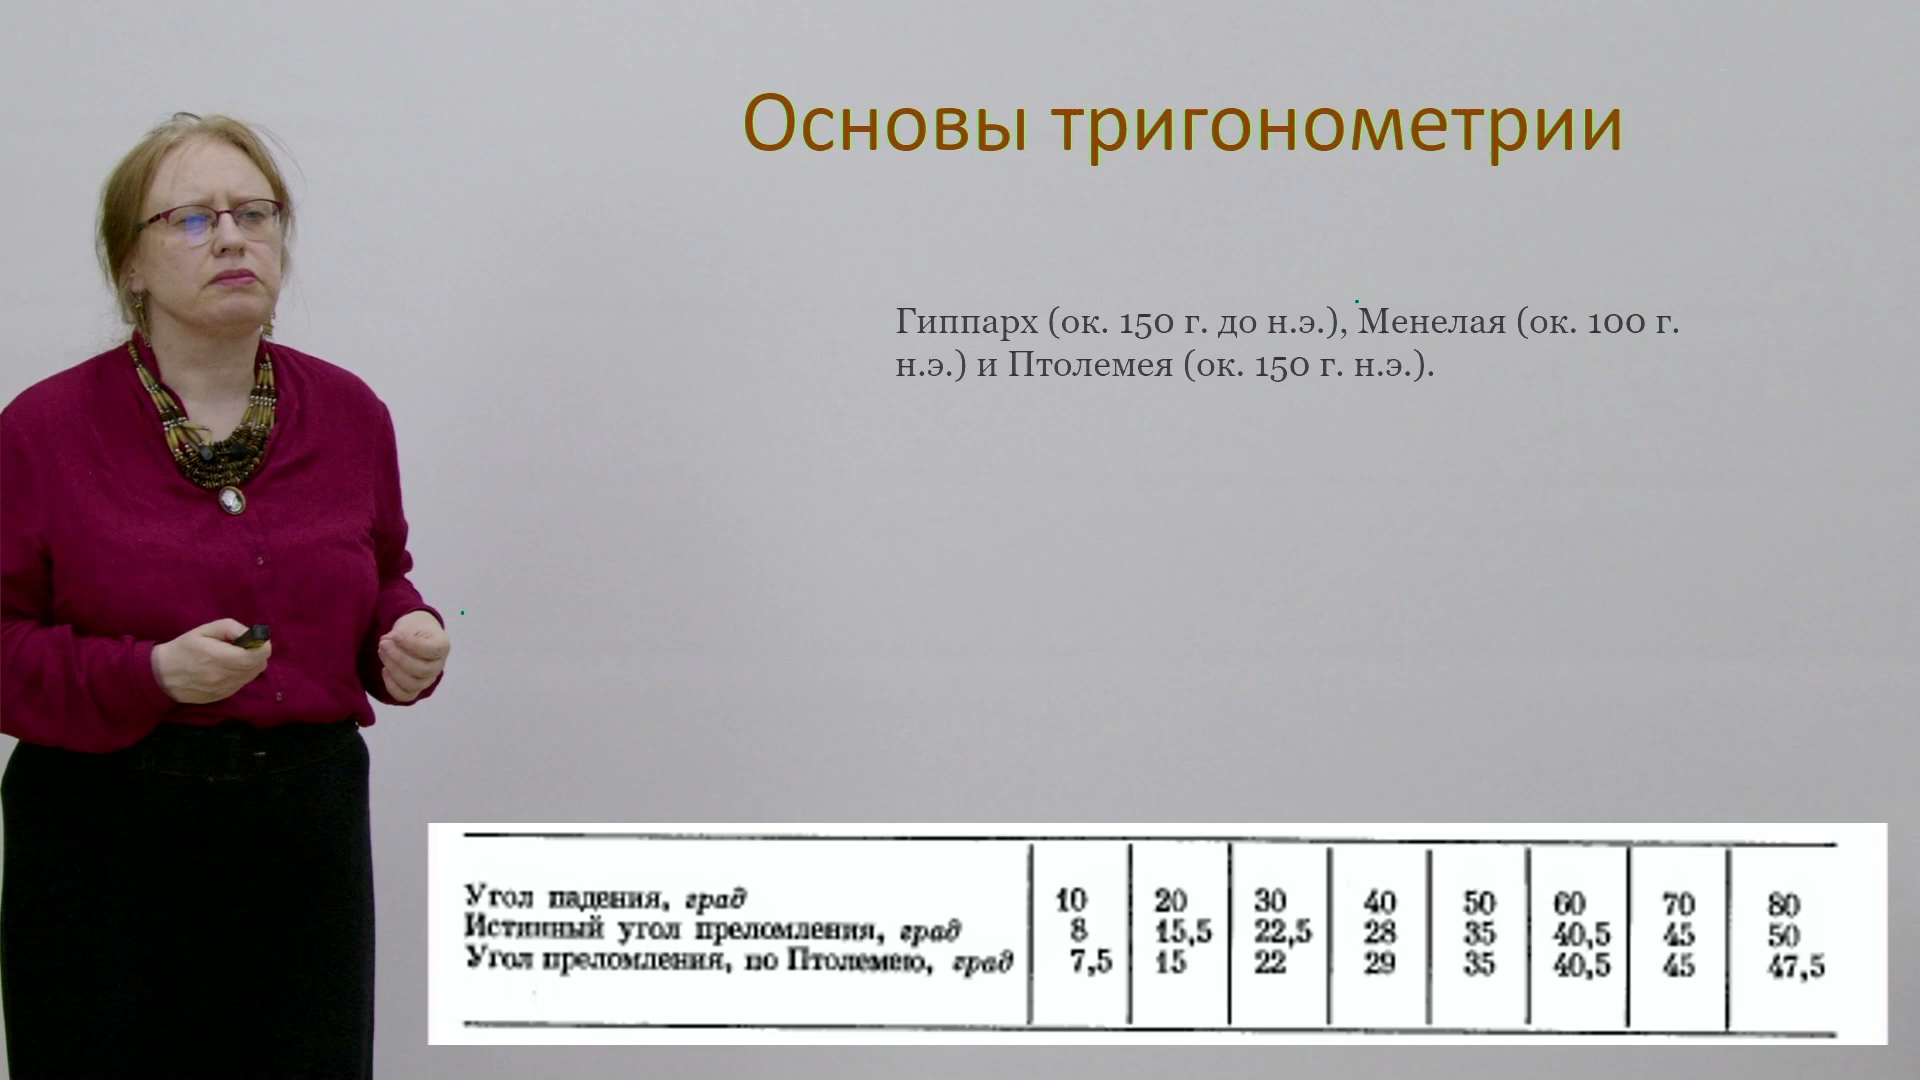 Основы тригонометрии
Гиппарх (ок. 150 г. до н.э.), Менелая (ок. 100 г.
н.э.) и Птолемея (ок. 150 г. н.э.).
Угол падения, град 10 20 30 40 50 60 70 80
Истинный угол преломления, град 8 15,5 22,5 28 35 40,5 45 50
Угол преломления, по Птолемею, град 7,5 15 22 29 35 40,5 45 47,5